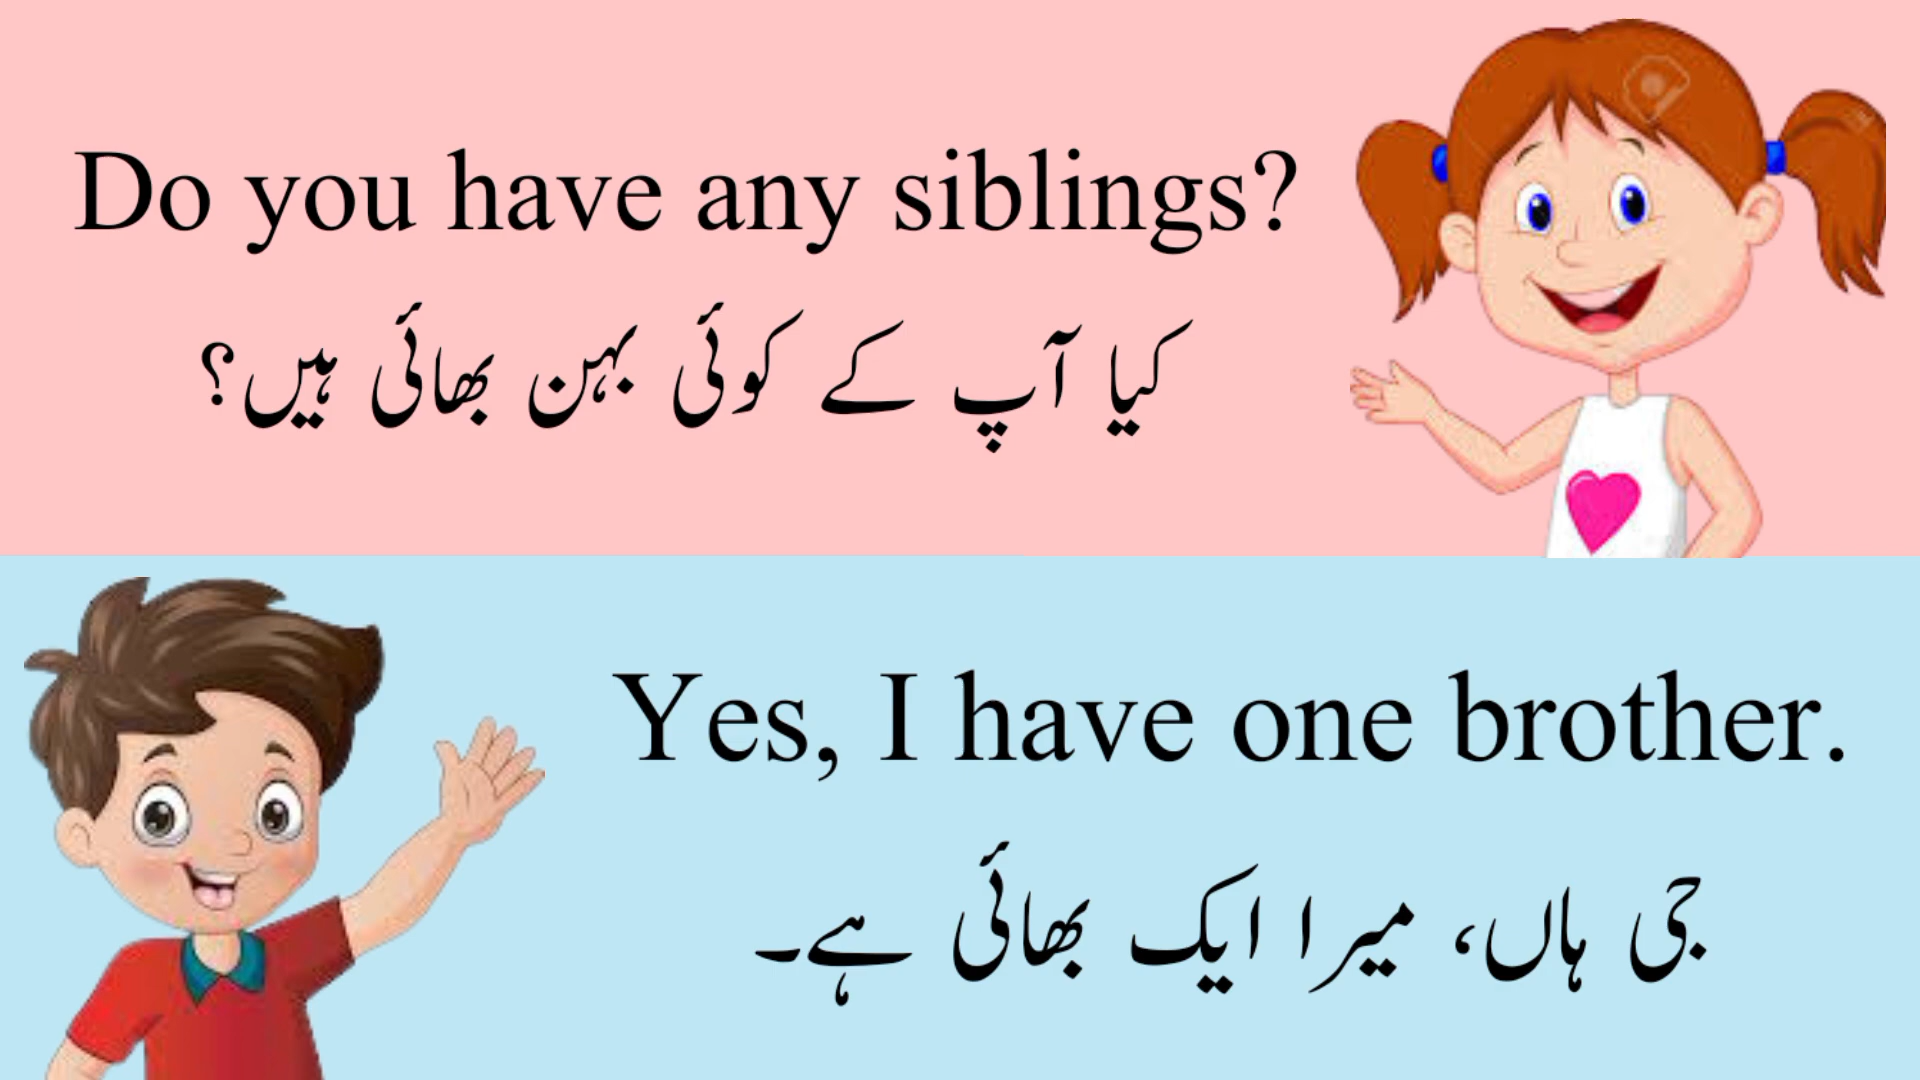 Do you have any siblings?
کیا آپ کے کوئی بہن بھائی ہیں؟
Yes, I have one brother.
جی ہاں، میرا ایک بھائی ہے۔